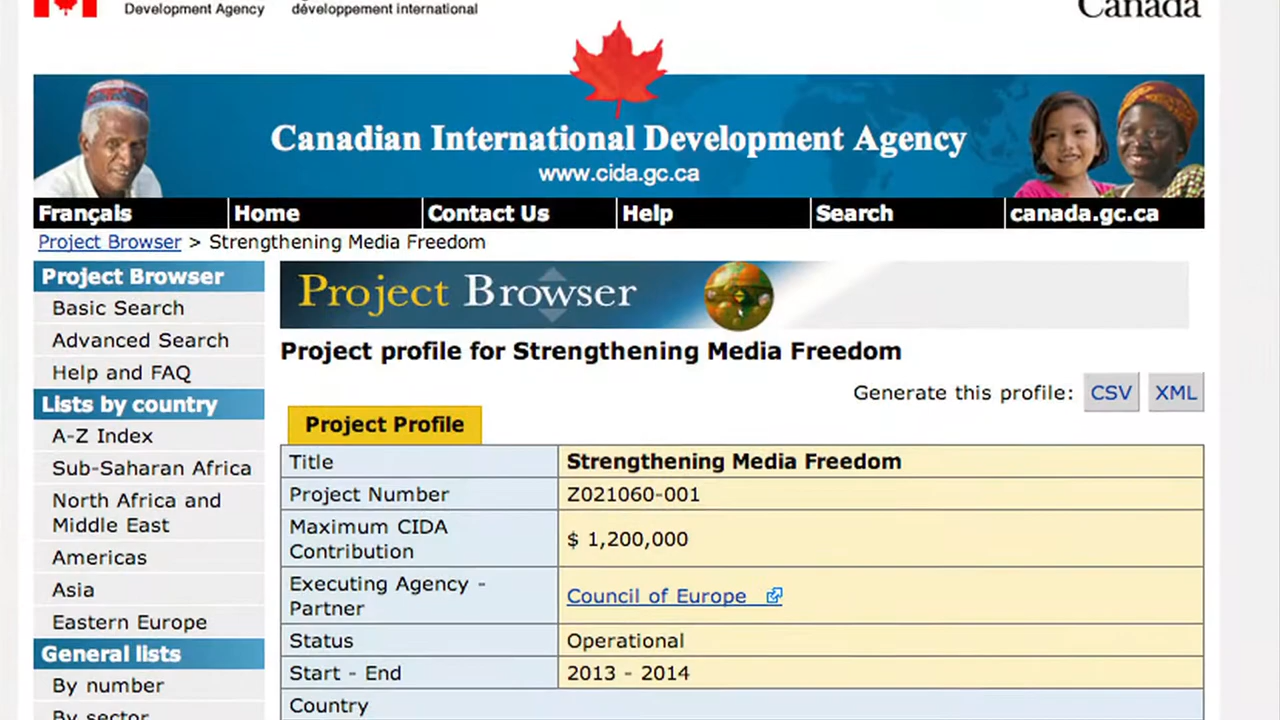 Development Agency
développement international
Canada
Canadian International Development Agency
www.cida.gc.ca
Français
Home
Contact Us
Help
Search
canada.gc.ca
Project Browser > Strengthening Media Freedom
Project Browser
Basic Search
Advanced Search
Help and FAQ
Lists by country
A-Z Index
Sub-Saharan Africa
North Africa and
Middle East
Americas
Asia
Eastern Europe
General lists
By number
By sector
Project Browser
Project profile for Strengthening Media Freedom
Generate this profile: CSV XML
Project Profile
Title
Strengthening Media Freedom
Project Number
Z021060-001
Maximum CIDA
Contribution
$ 1,200,000
Executing Agency -
Partner
Council of Europe
Status
Operational
Start - End
2013 - 2014
Country